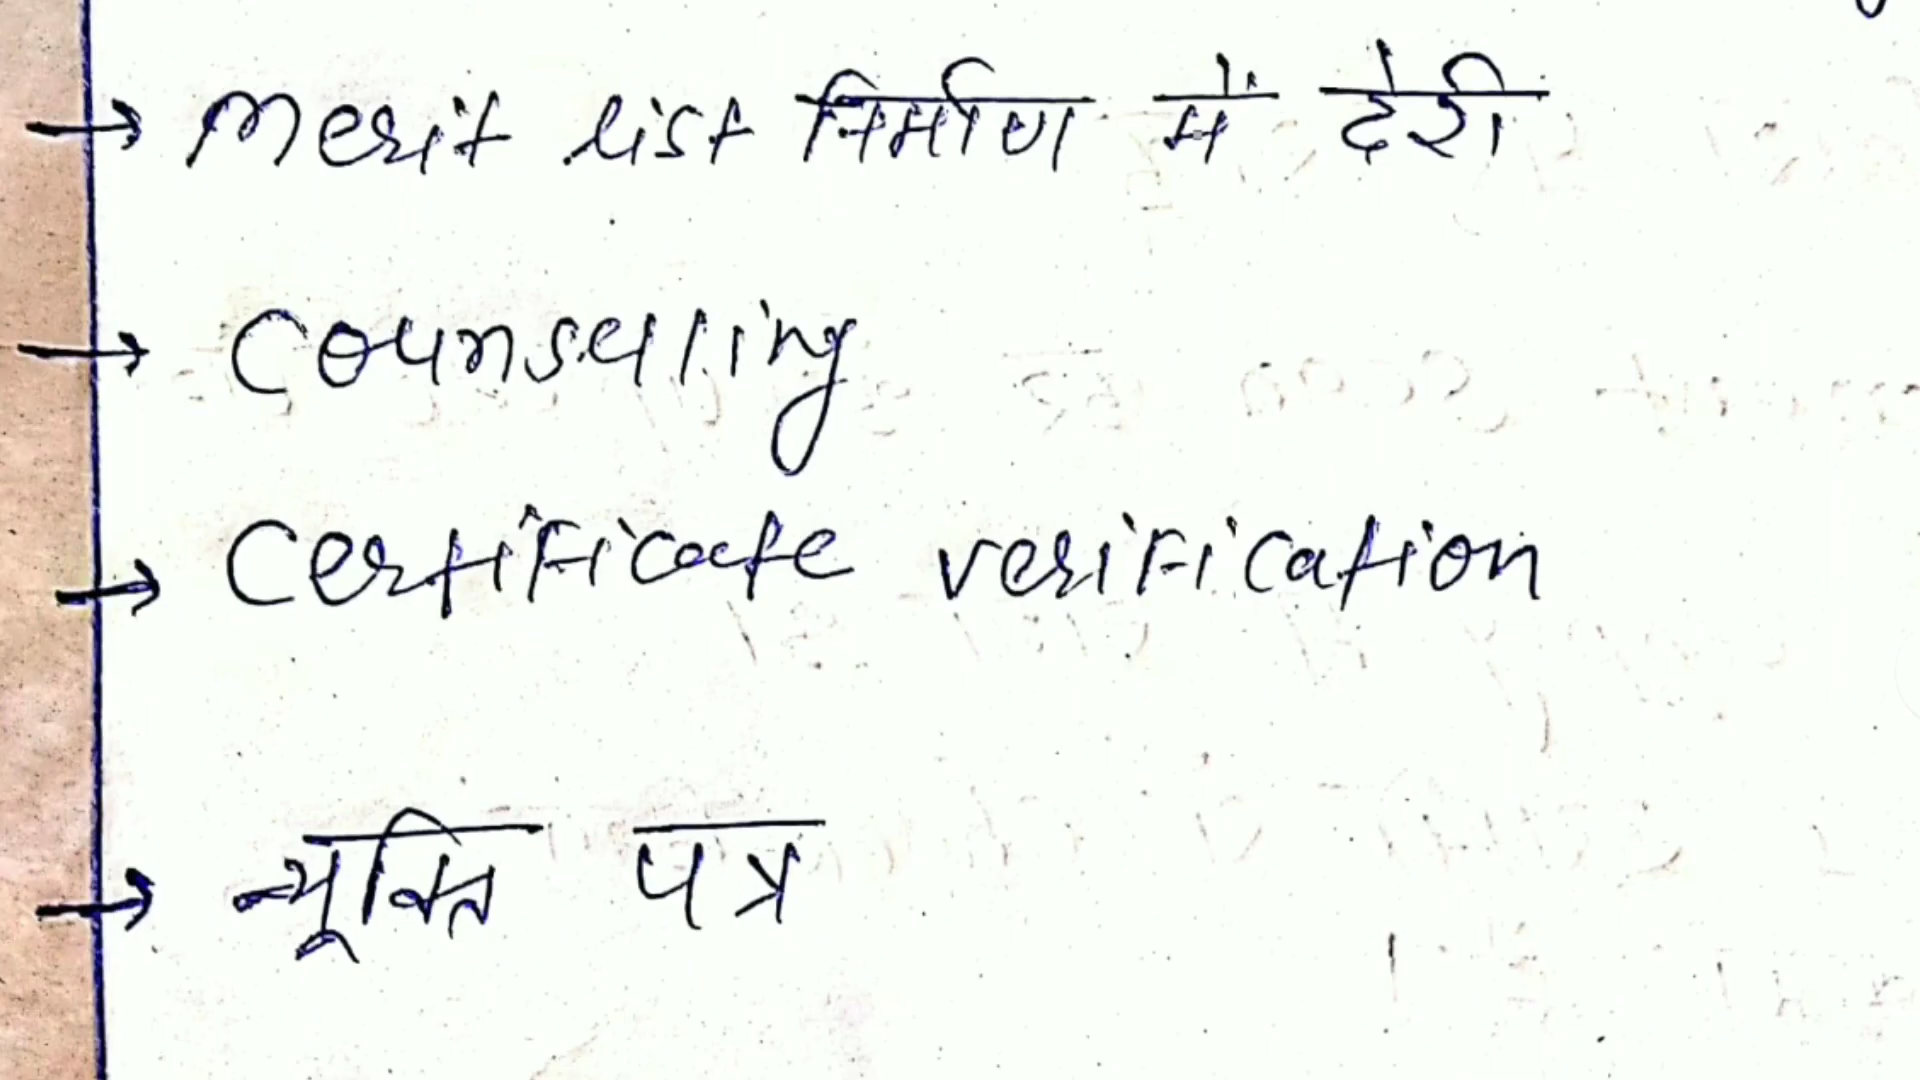 → Merit list निर्माण में देरी
→ Counselling
→ Certificate verification
→ न्यूक्ति पत्र